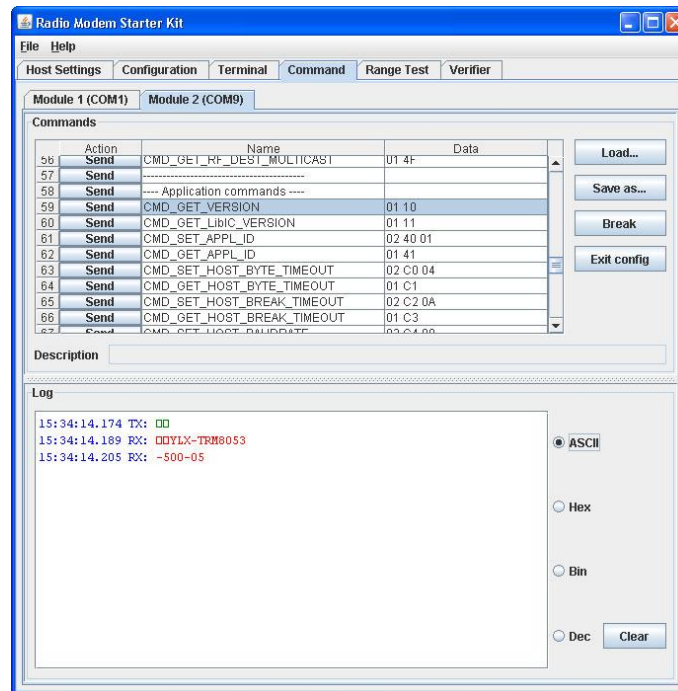 Radio Modem Starter Kit
File Help
Host Settings Configuration Terminal Command Range Test Verifier
Module 1 (COM1) Module 2 (COM9)
Commands
Action Name Data
56 Send CMD_GET_RF_DEST_MULTICAST 01 4F
57 Send ----------------------------------------
58 Send ---- Application commands ----
59 Send CMD_GET_VERSION 01 10
60 Send CMD_GET_LibIC_VERSION 01 11
61 Send CMD_SET_APPL_ID 02 40 01
62 Send CMD_GET_APPL_ID 01 41
63 Send CMD_SET_HOST_BYTE_TIMEOUT 02 C0 04
64 Send CMD_GET_HOST_BYTE_TIMEOUT 01 C1
65 Send CMD_SET_HOST_BREAK_TIMEOUT 02 C2 0A
66 Send CMD_GET_HOST_BREAK_TIMEOUT 01 C3
67 Send
Load...
Save as...
Break
Exit config
Description
Log
15:34:14.174 TX: □□
15:34:14.189 RX: □□YLX-TRM8053
15:34:14.205 RX: -500-05
ASCII
Hex
Bin
Dec Clear